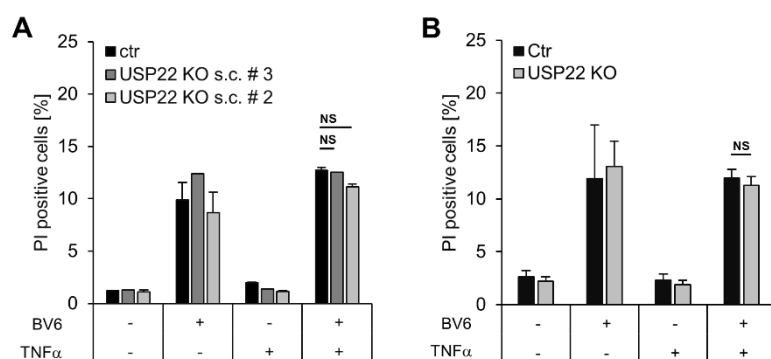 A
PI positive cells [%]
25
20
15
10
5
0
ctr
USP22 KO s.c. # 3
USP22 KO s.c. # 2
NS
NS
BV6 - + - +
TNFα - - + +
B
PI positive cells [%]
25
20
15
10
5
0
Ctr
USP22 KO
NS
BV6 - + - +
TNFα - - + +